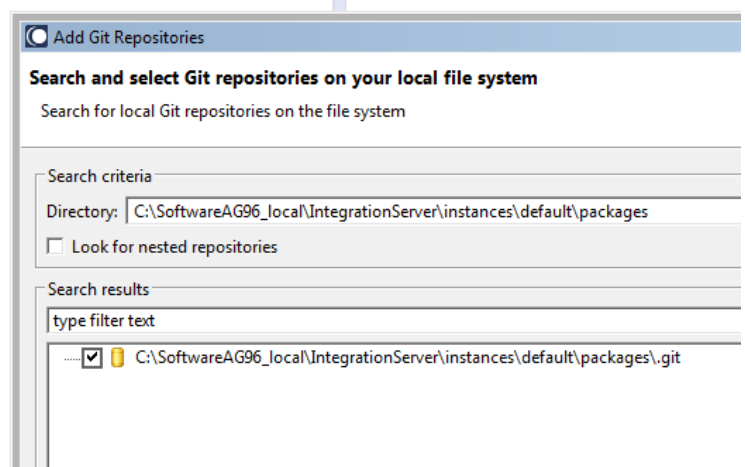 Add Git Repositories
Search and select Git repositories on your local file system
Search for local Git repositories on the file system
Search criteria
Directory: C:\SoftwareAG96_local\IntegrationServer\instances\default\packages
Look for nested repositories
Search results
type filter text
C:\SoftwareAG96_local\IntegrationServer\instances\default\packages\.git